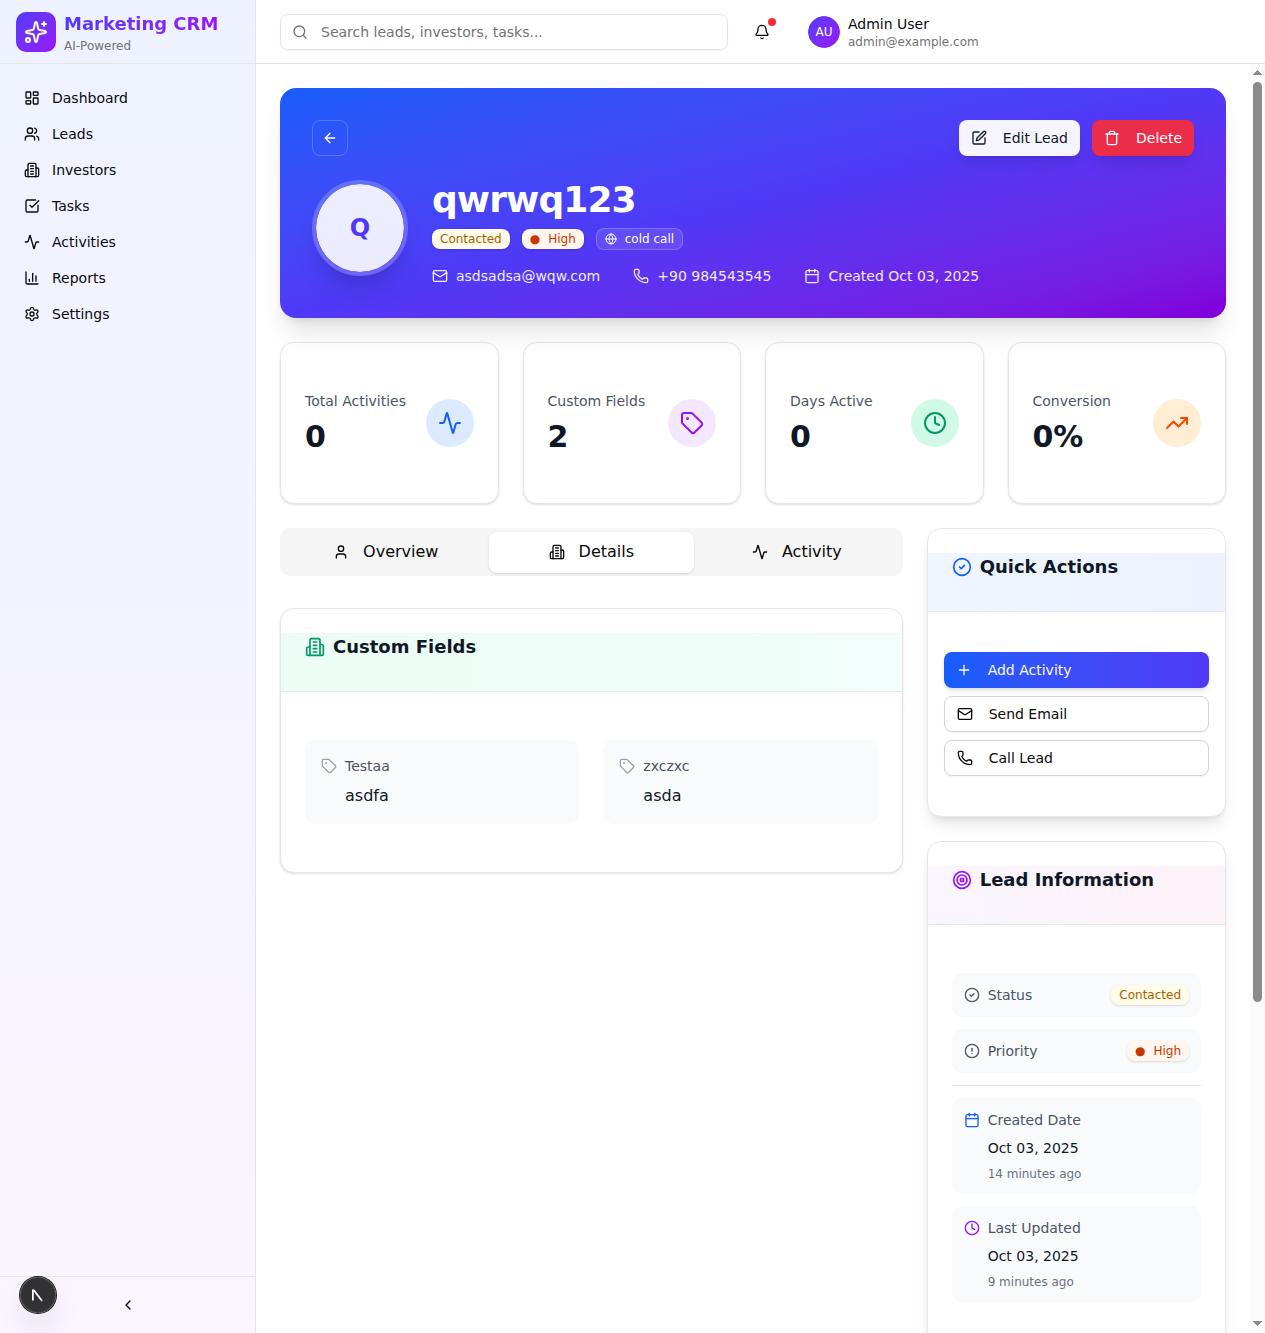 Marketing CRM
AI-Powered
Dashboard
Leads
Investors
Tasks
Activities
Reports
Settings
Search leads, investors, tasks...
AU
Admin User
admin@example.com
Edit Lead
Delete
Q
qwrwq123
Contacted
High
cold call
asdsadsa@wqw.com
+90 984543545
Created Oct 03, 2025
Total Activities
0
Custom Fields
2
Days Active
0
Conversion
0%
Overview
Details
Activity
Custom Fields
Testaa
asdfa
zxczxc
asda
Quick Actions
Add Activity
Send Email
Call Lead
Lead Information
Status
Contacted
Priority
High
Created Date
Oct 03, 2025
14 minutes ago
Last Updated
Oct 03, 2025
9 minutes ago